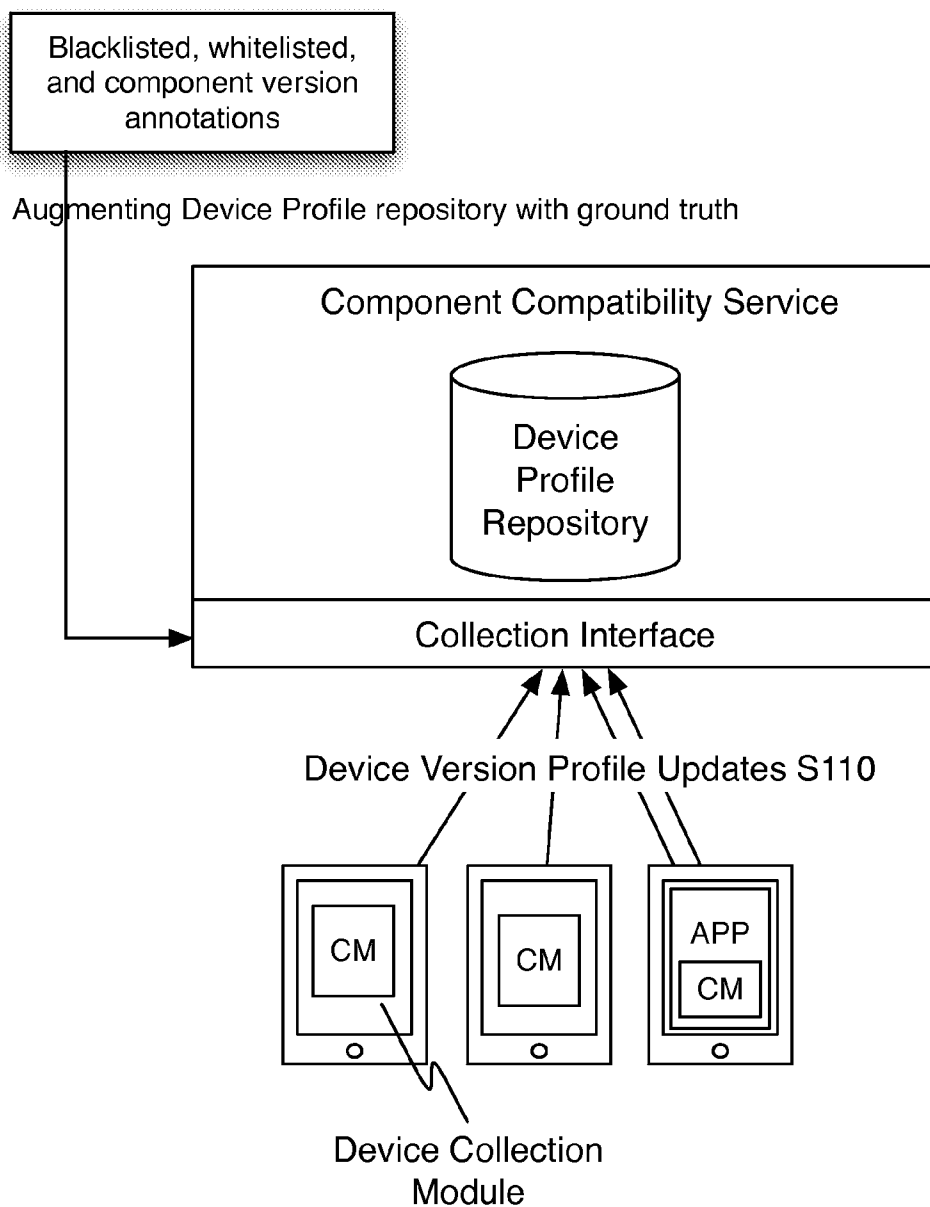 Blacklisted, whitelisted,
and component version
annotations
Augmenting Device Profile repository with ground truth
Component Compatibility Service
Device
Profile
Repository
Collection Interface
Device Version Profile Updates S110
CM
CM
APP
CM
Device Collection
Module